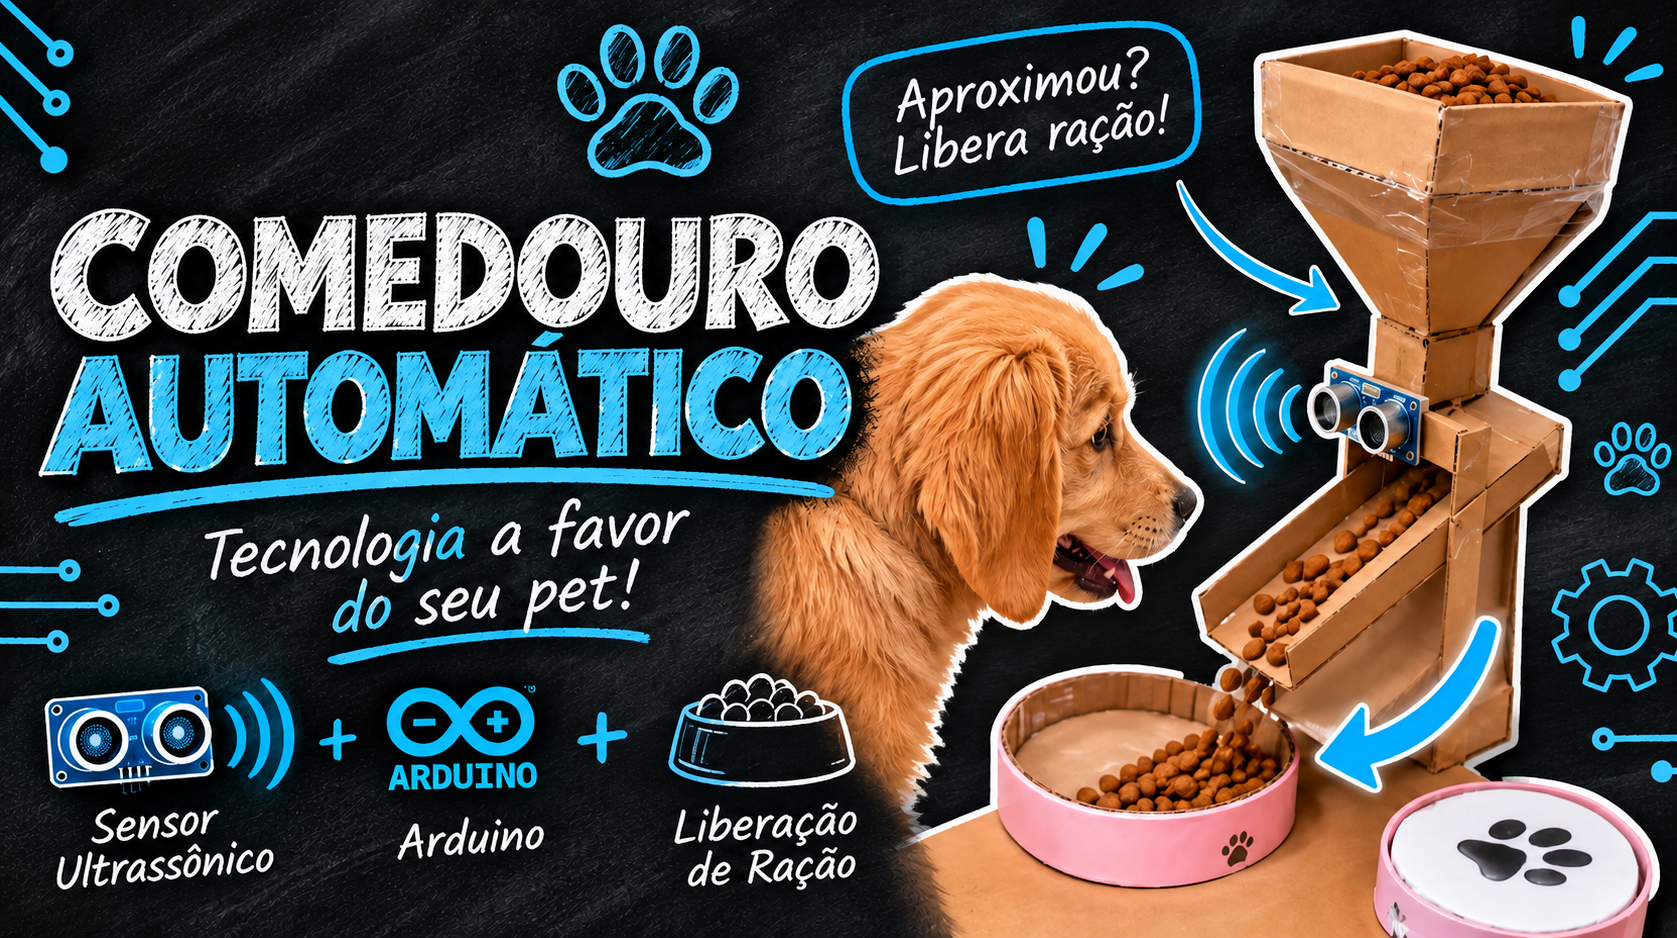 Aproximou?
Libera ração!
COMEDOURO
AUTOMÁTICO
Tecnologia a favor
do seu pet!
ARDUINO
Sensor
Ultrassônico
Arduino
Liberação
de Ração